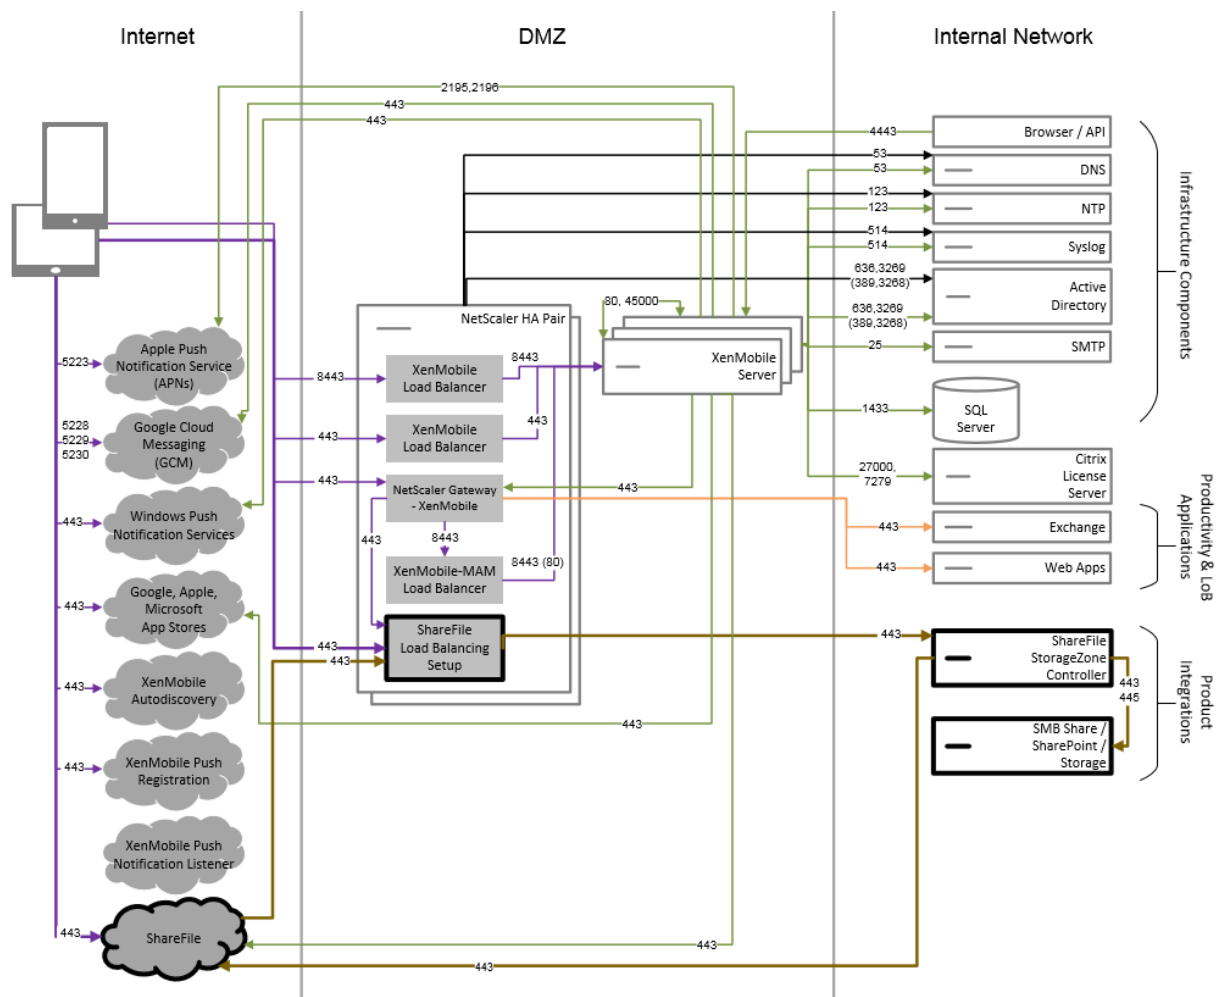 Internet
DMZ
Internal Network
2195,2196
443
443
4443
Browser / API
53
53
DNS
123
123
NTP
514
514
Syslog
636,3269
(389,3268)
636,3269
(389,3268)
Active
Directory
25
SMTP
1433
SQL
Server
27000,
7279
Citrix
License
Server
Infrastructure Components
443
Exchange
443
Web Apps
Productivity & LoB
Applications
443
ShareFile
StorageZone
Controller
443
445
SMB Share /
SharePoint /
Storage
Product
Integrations
80, 45000
XenMobile
Server
NetScaler HA Pair
8443
XenMobile
Load Balancer
8443
443
XenMobile
Load Balancer
443
443
NetScaler Gateway
- XenMobile
443
443
8443
XenMobile-MAM
Load Balancer
8443 (80)
443
443
ShareFile
Load Balancing
Setup
443
443
443
5223
Apple Push
Notification Service
(APNs)
5228
5229
5230
Google Cloud
Messaging
(GCM)
443
Windows Push
Notification Services
443
Google, Apple,
Microsoft
App Stores
443
XenMobile
Autodiscovery
443
XenMobile Push
Registration
XenMobile Push
Notification Listener
443
ShareFile